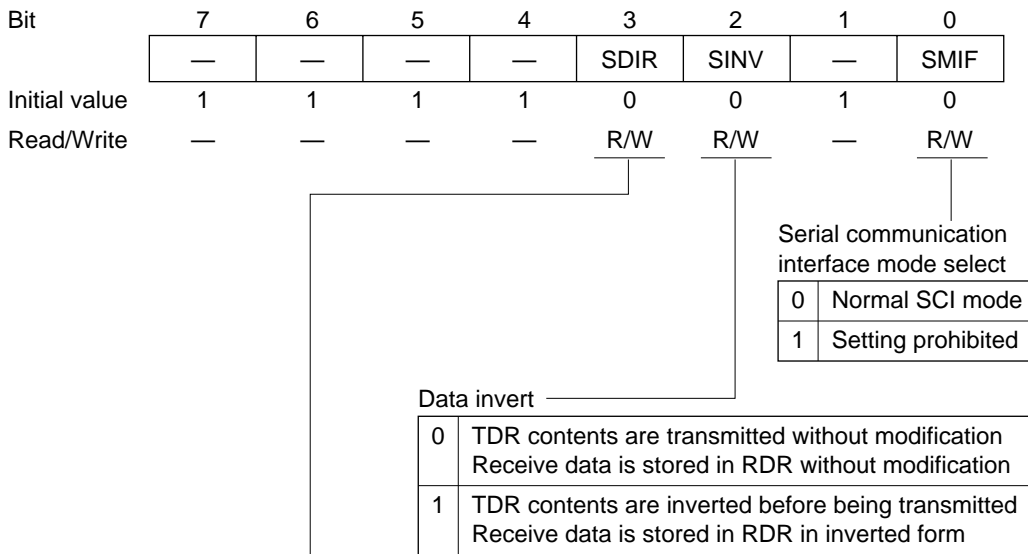 Bit 7 6 5 4 3 2 1 0
— — — — SDIR SINV — SMIF
Initial value 1 1 1 1 0 0 1 0
Read/Write — — — — R/W R/W — R/W
Serial communication
interface mode select
0 Normal SCI mode
1 Setting prohibited
Data invert
0 TDR contents are transmitted without modification
Receive data is stored in RDR without modification
1 TDR contents are inverted before being transmitted
Receive data is stored in RDR in inverted form